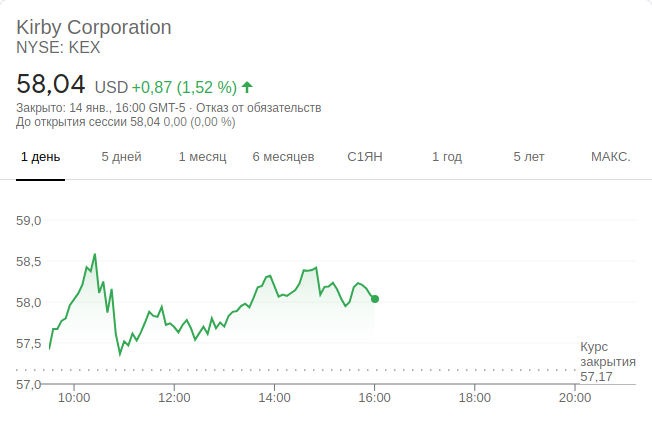 Kirby Corporation
NYSE: KEX
58,04 USD +0,87 (1,52 %)
Закрыто: 14 янв., 16:00 GMT-5 · Отказ от обязательств
До открытия сессии 58,04 0,00 (0,00 %)
1 день 5 дней 1 месяц 6 месяцев С1ЯН 1 год 5 лет МАКС.
59,0
58,5
58,0
57,5
Курс
закрытия
57,17
57,0
10:00 12:00 14:00 16:00 18:00 20:00